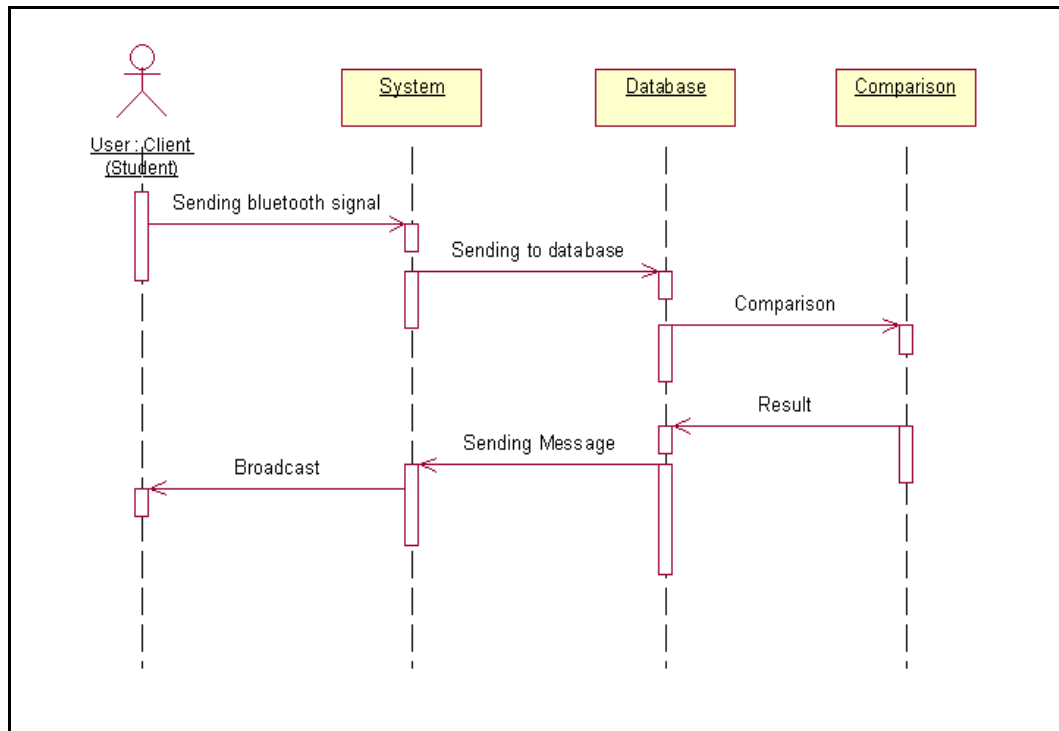 System
Database
Comparison
User : Client
(Student)
Sending bluetooth signal
Sending to database
Comparison
Result
Sending Message
Broadcast